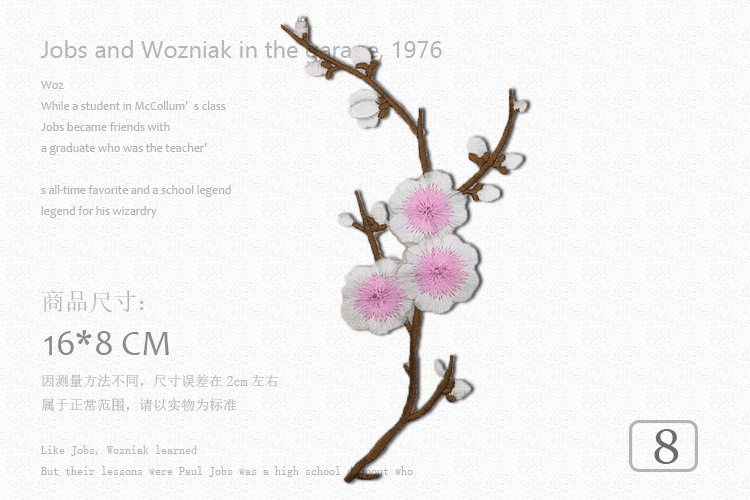 Jobs and Wozniak in the garage, 1976
Woz
While a student in McCollum’s class
Jobs became friends with
a graduate who was the teacher’
s all-time favorite and a school legend
legend for his wizardry
商品尺寸：
16*8 CM
因测量方法不同，尺寸误差在 2cm 左右
属于正常范围，请以实物为标准
Like Jobs, Wozniak learned
But their lessons were Paul Jobs was a high school who
8